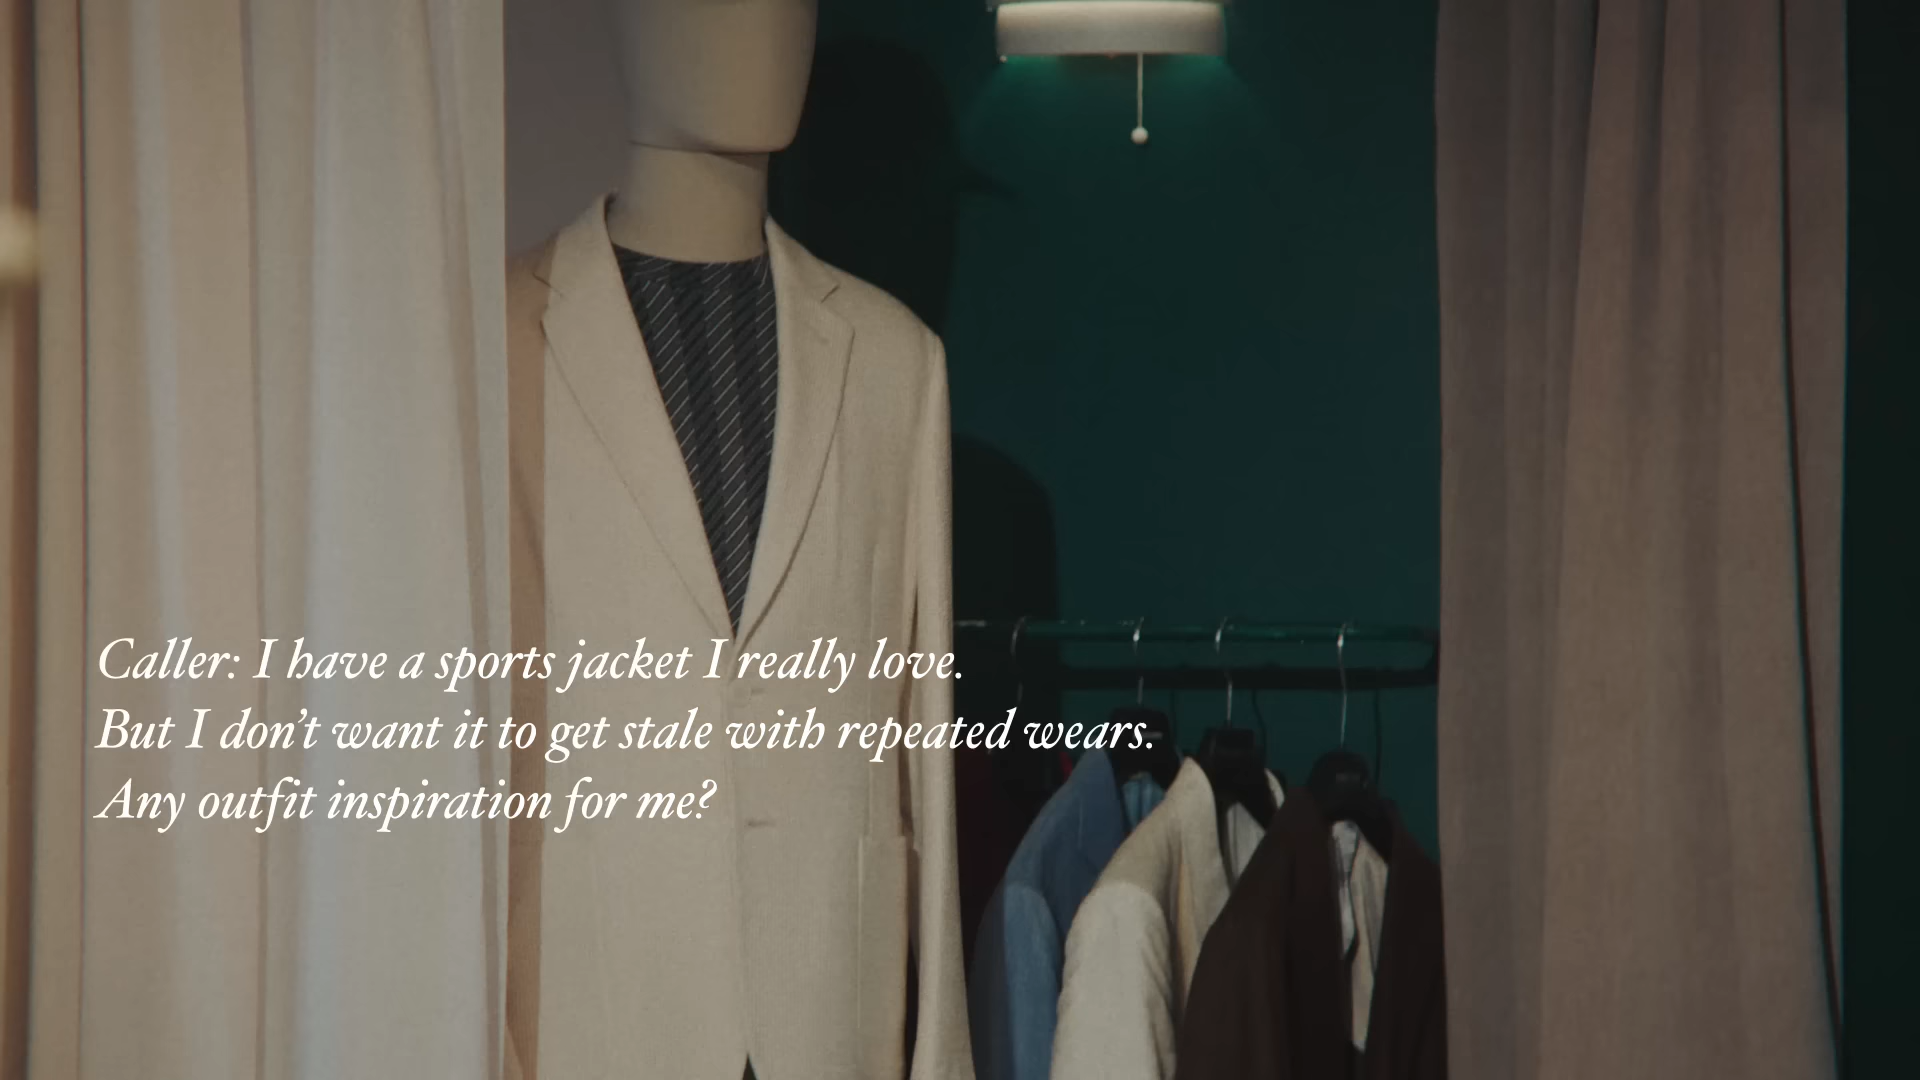 Caller: I have a sports jacket I really love.
But I don’t want it to get stale with repeated wears.
Any outfit inspiration for me?